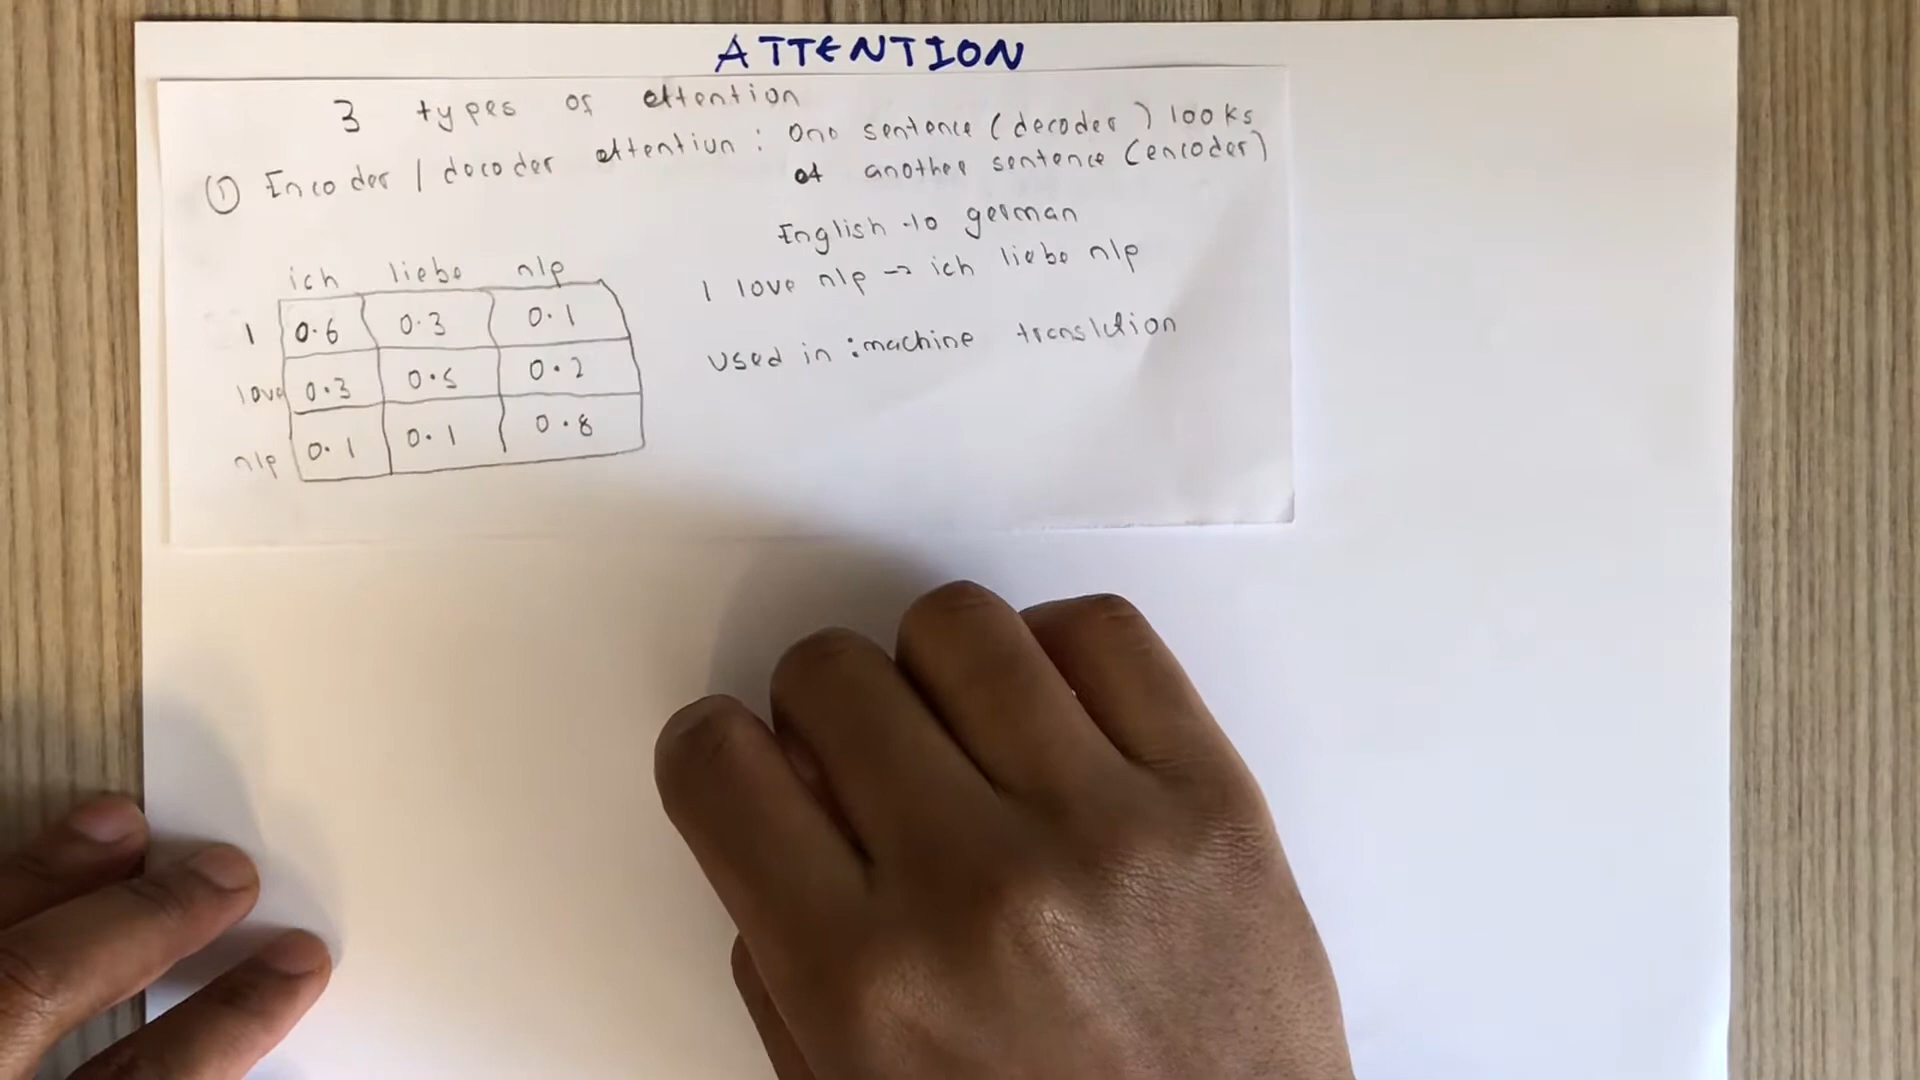 ATTENTION
3 types of attention
① Encoder / decoder attention : One sentence (decoder) looks
at another sentence (encoder)
English to german
I love nlp → ich liebe nlp
used in : machine translation
ich liebe nlp
I 0.6 0.3 0.1
love 0.3 0.5 0.2
nlp 0.1 0.1 0.8